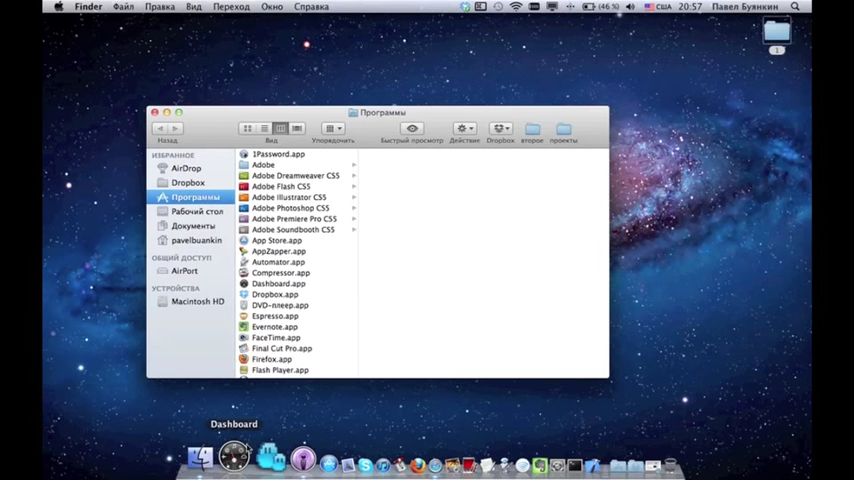 Finder Файл Правка Вид Переход Окно Справка (46 %) США 20:57 Павел Буянкин
1
Программы
Назад Вид Упорядочить Быстрый просмотр Действие Dropbox второе проекты
ИЗБРАННОЕ
AirDrop
Dropbox
Программы
Рабочий стол
Документы
pavelbuankin
ОБЩИЙ ДОСТУП
AirPort
УСТРОЙСТВА
Macintosh HD
1Password.app
Adobe
Adobe Dreamweaver CS5
Adobe Flash CS5
Adobe Illustrator CS5
Adobe Photoshop CS5
Adobe Premiere Pro CS5
Adobe Soundbooth CS5
App Store.app
AppZapper.app
Automator.app
Compressor.app
Dashboard.app
Dropbox.app
DVD-плеер.app
Espresso.app
Evernote.app
FaceTime.app
Final Cut Pro.app
Firefox.app
Flash Player.app
Dashboard